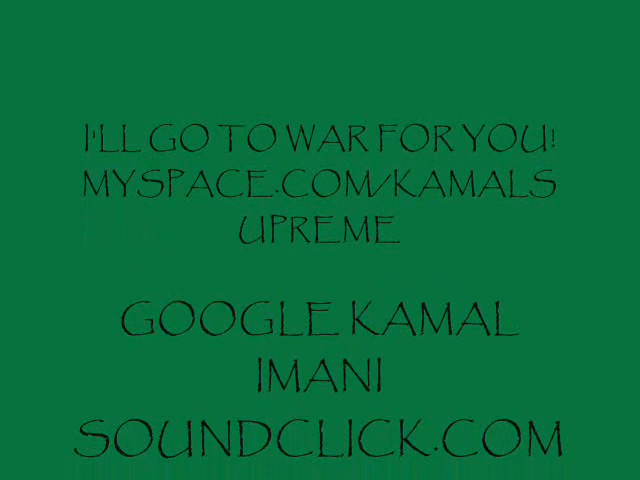 I'LL GO TO WAR FOR YOU!
MYSPACE.COM/KAMALS
UPREME
GOOGLE KAMAL
IMANI
SOUNDCLICK.COM